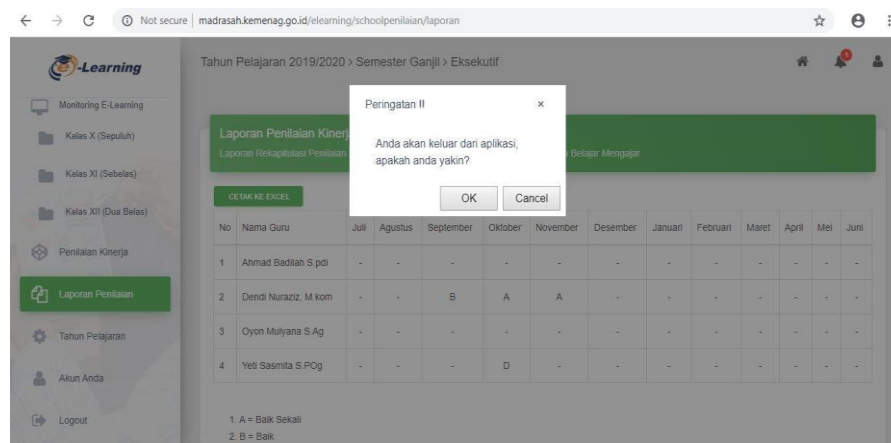 Not secure | madrasah.kemenag.go.id/elearning/schoolpenilaian/laporan
e-Learning
Tahun Pelajaran 2019/2020 > Semester Ganjil > Eksekutif
1
Monitoring E-Learning
Kelas X (Sepuluh)
Kelas XI (Sebelas)
Kelas XII (Dua Belas)
Penilaian Kinerja
Laporan Penilaian
Tahun Pelajaran
Akun Anda
Logout
Peringatan !! ×
Anda akan keluar dari aplikasi,
apakah anda yakin?
OK Cancel
Laporan Penilaian Kinerj
Laporan Rekapitulasi Penilaian Belajar Mengajar
CETAK KE EXCEL
No Nama Guru Juli Agustus September Oktober November Desember Januari Februari Maret April Mei Juni
1 Ahmad Badilah S.pdi - - - - - - - - - - - -
2 Dendi Nuraziz, M.kom - - B A A - - - - - - -
3 Oyon Mulyana S.Ag - - - - - - - - - - - -
4 Yeti Sasmita S.POg - - - D - - - - - - - -
1. A = Baik Sekali
2. B = Baik